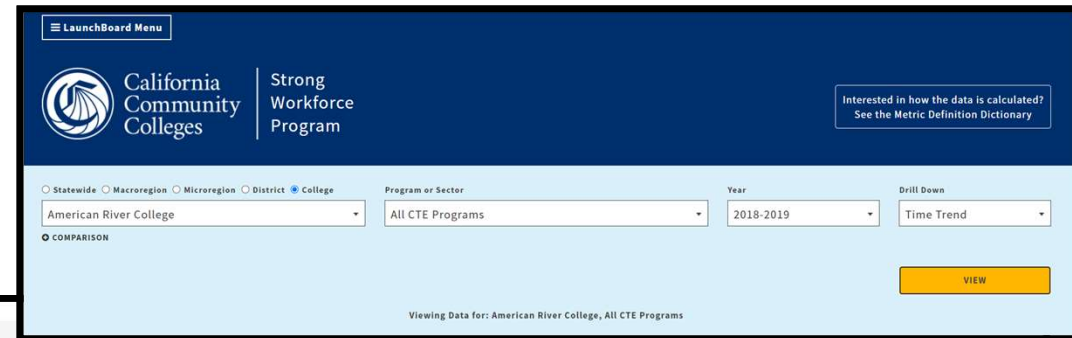 ≡ LaunchBoard Menu
California
Community
Colleges
Strong
Workforce
Program
Interested in how the data is calculated?
See the Metric Definition Dictionary
Statewide Macroregion Microregion District College
Program or Sector
Year
Drill Down
American River College
All CTE Programs
2018-2019
Time Trend
COMPARISON
VIEW
Viewing Data for: American River College, All CTE Programs